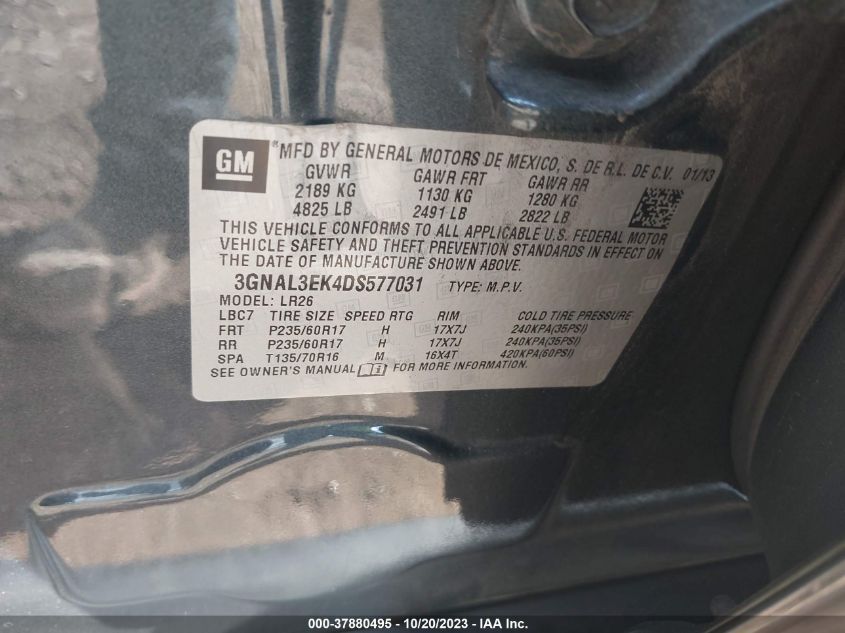 GM
®MFD BY GENERAL MOTORS DE MEXICO, S. DE R.L. DE C.V. 01/13
GVWR GAWR FRT GAWR RR
2189 KG 1130 KG 1280 KG
4825 LB 2491 LB 2822 LB
THIS VEHICLE CONFORMS TO ALL APPLICABLE U.S. FEDERAL MOTOR
VEHICLE SAFETY AND THEFT PREVENTION STANDARDS IN EFFECT ON
THE DATE OF MANUFACTURE SHOWN ABOVE.
3GNAL3EK4DS577031 TYPE: M.P.V.
MODEL: LR26
LBC7 TIRE SIZE SPEED RTG RIM COLD TIRE PRESSURE
FRT P235/60R17 H 17X7J 240KPA(35PSI)
RR P235/60R17 H 17X7J 240KPA(35PSI)
SPA T135/70R16 M 16X4T 420KPA(60PSI)
SEE OWNER'S MANUAL FOR MORE INFORMATION.
000-37880495 - 10/20/2023 - IAA Inc.